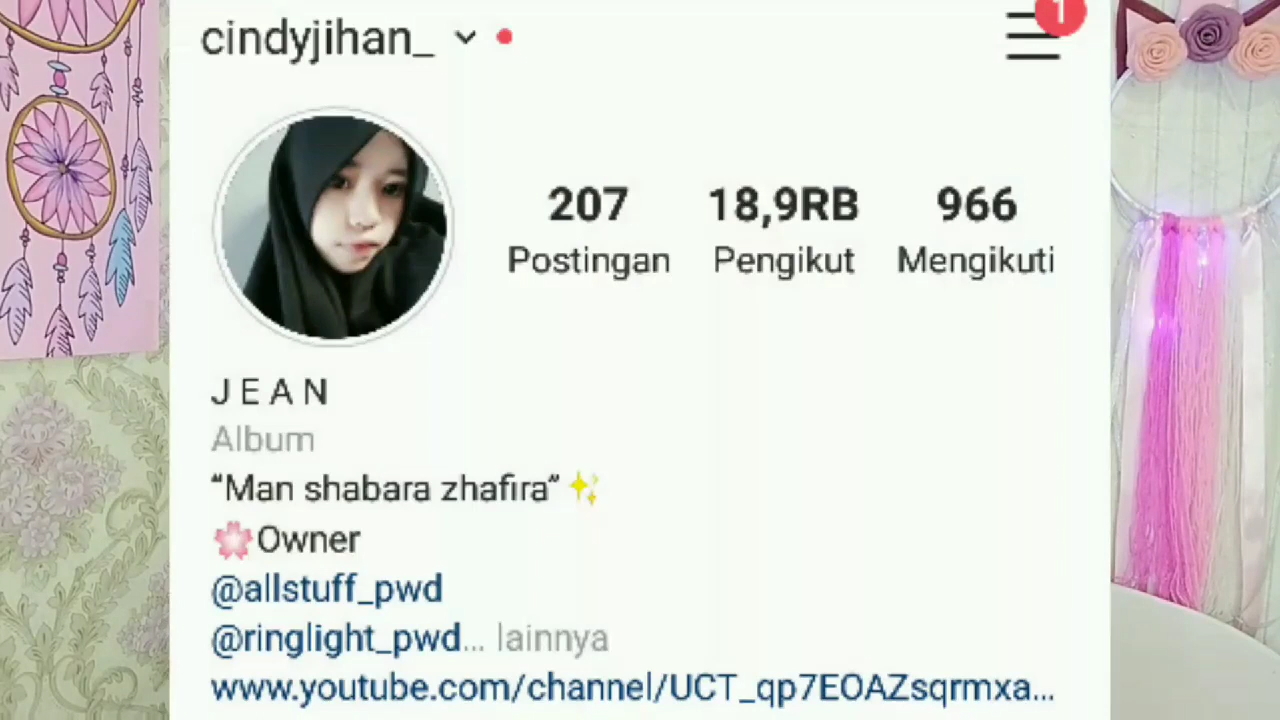 cindyjihan_
1
207 18,9RB 966
Postingan Pengikut Mengikuti
J E A N
Album
“Man shabara zhafira”✨
🌸Owner
@allstuff_pwd
@ringlight_pwd... lainnya
www.youtube.com/channel/UCT_qp7EOAZsqrmxa...